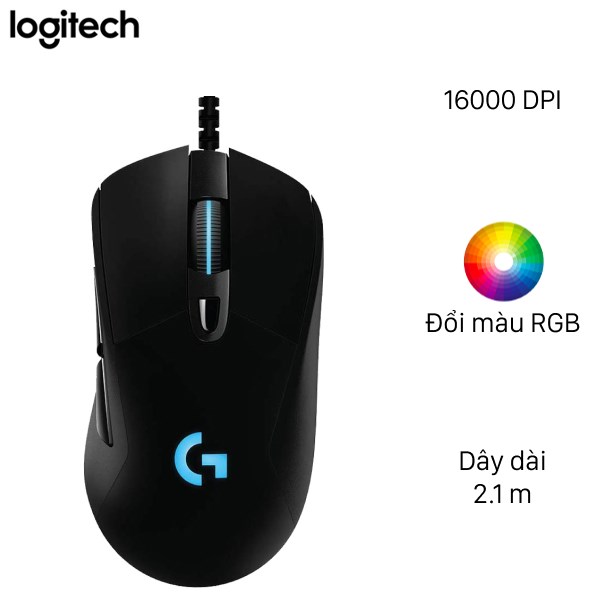 logitech
16000 DPI
Đổi màu RGB
Dây dài
2.1 m
G